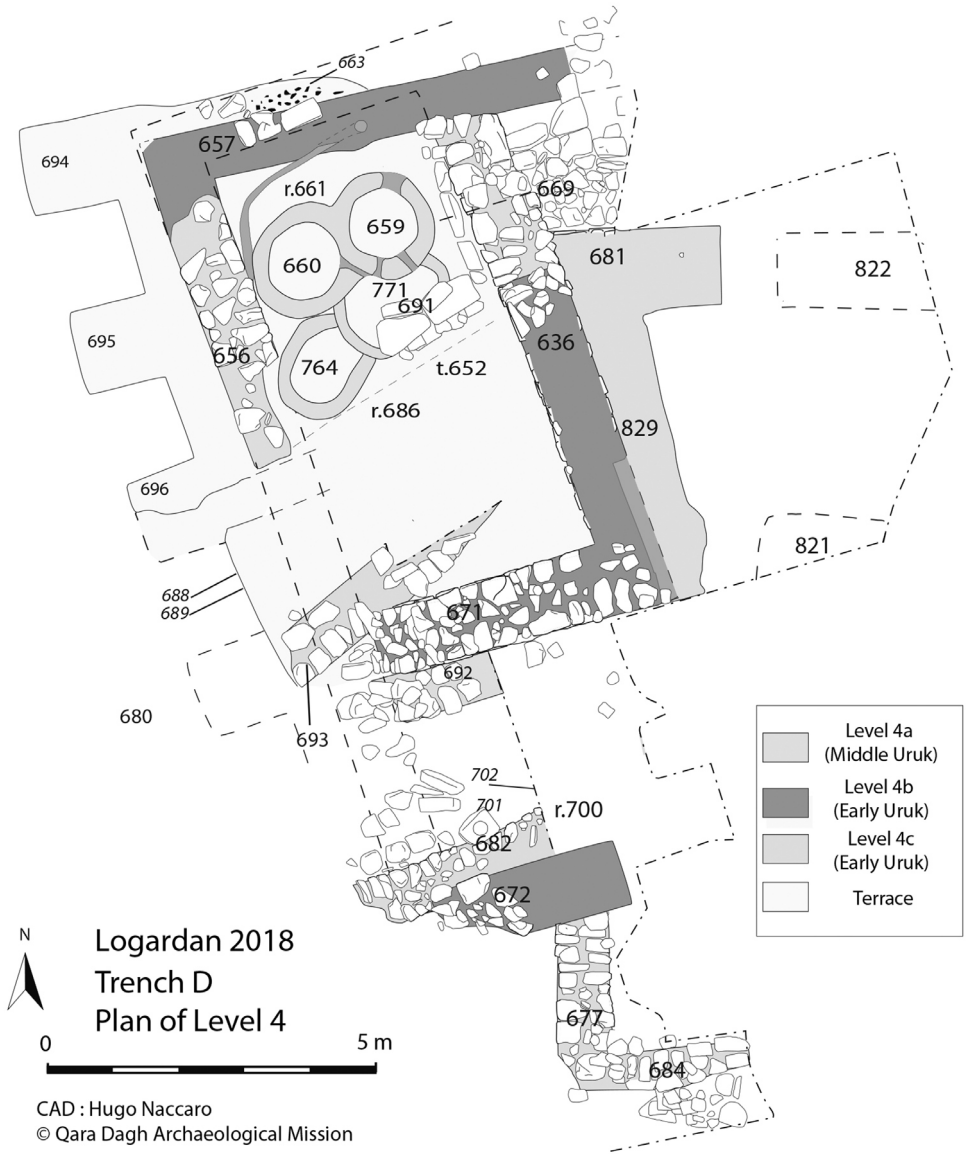 663
694
657
r.661
669
659
681
822
660
771
691
695
656
764
636
t.652
r.686
829
696
821
688
689
671
692
680
693
702
701
r.700
682
672
677
684
Level 4a
(Middle Uruk)
Level 4b
(Early Uruk)
Level 4c
(Early Uruk)
Terrace
N
Logardan 2018
Trench D
Plan of Level 4
0
5 m
CAD : Hugo Naccaro
© Qara Dagh Archaeological Mission